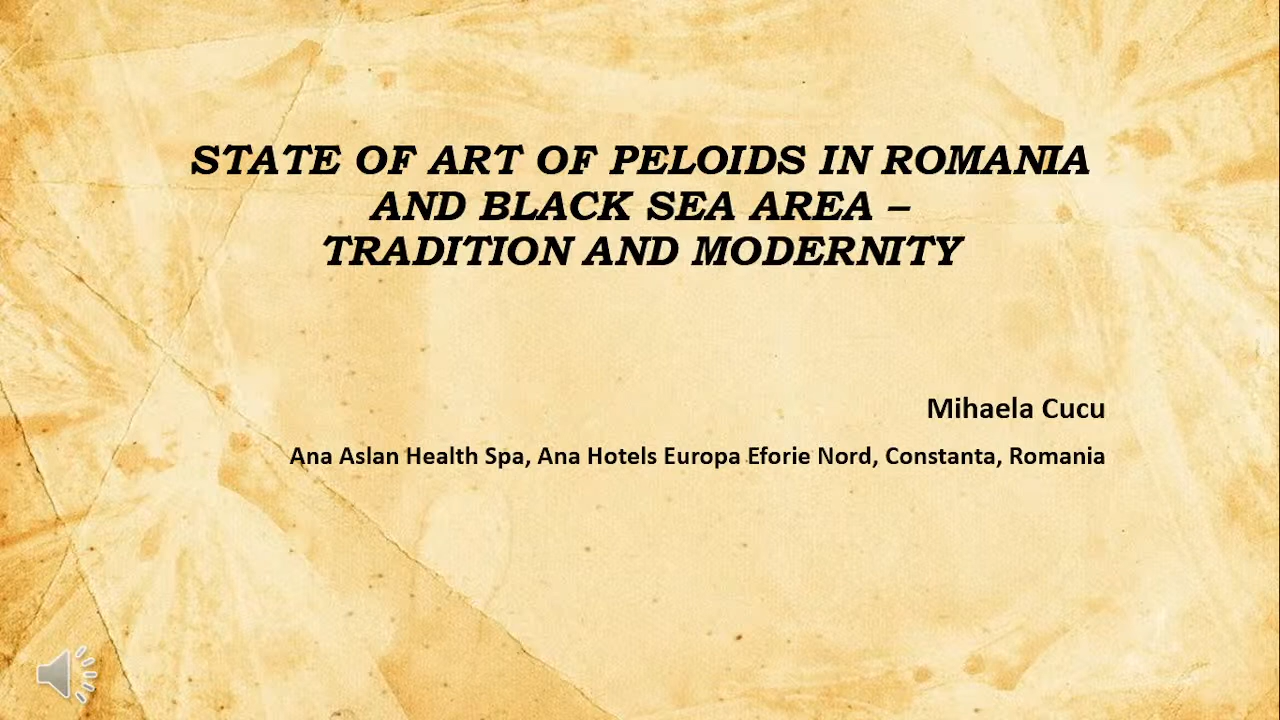 STATE OF ART OF PELOIDS IN ROMANIA
AND BLACK SEA AREA –
TRADITION AND MODERNITY
Mihaela Cucu
Ana Aslan Health Spa, Ana Hotels Europa Eforie Nord, Constanta, Romania